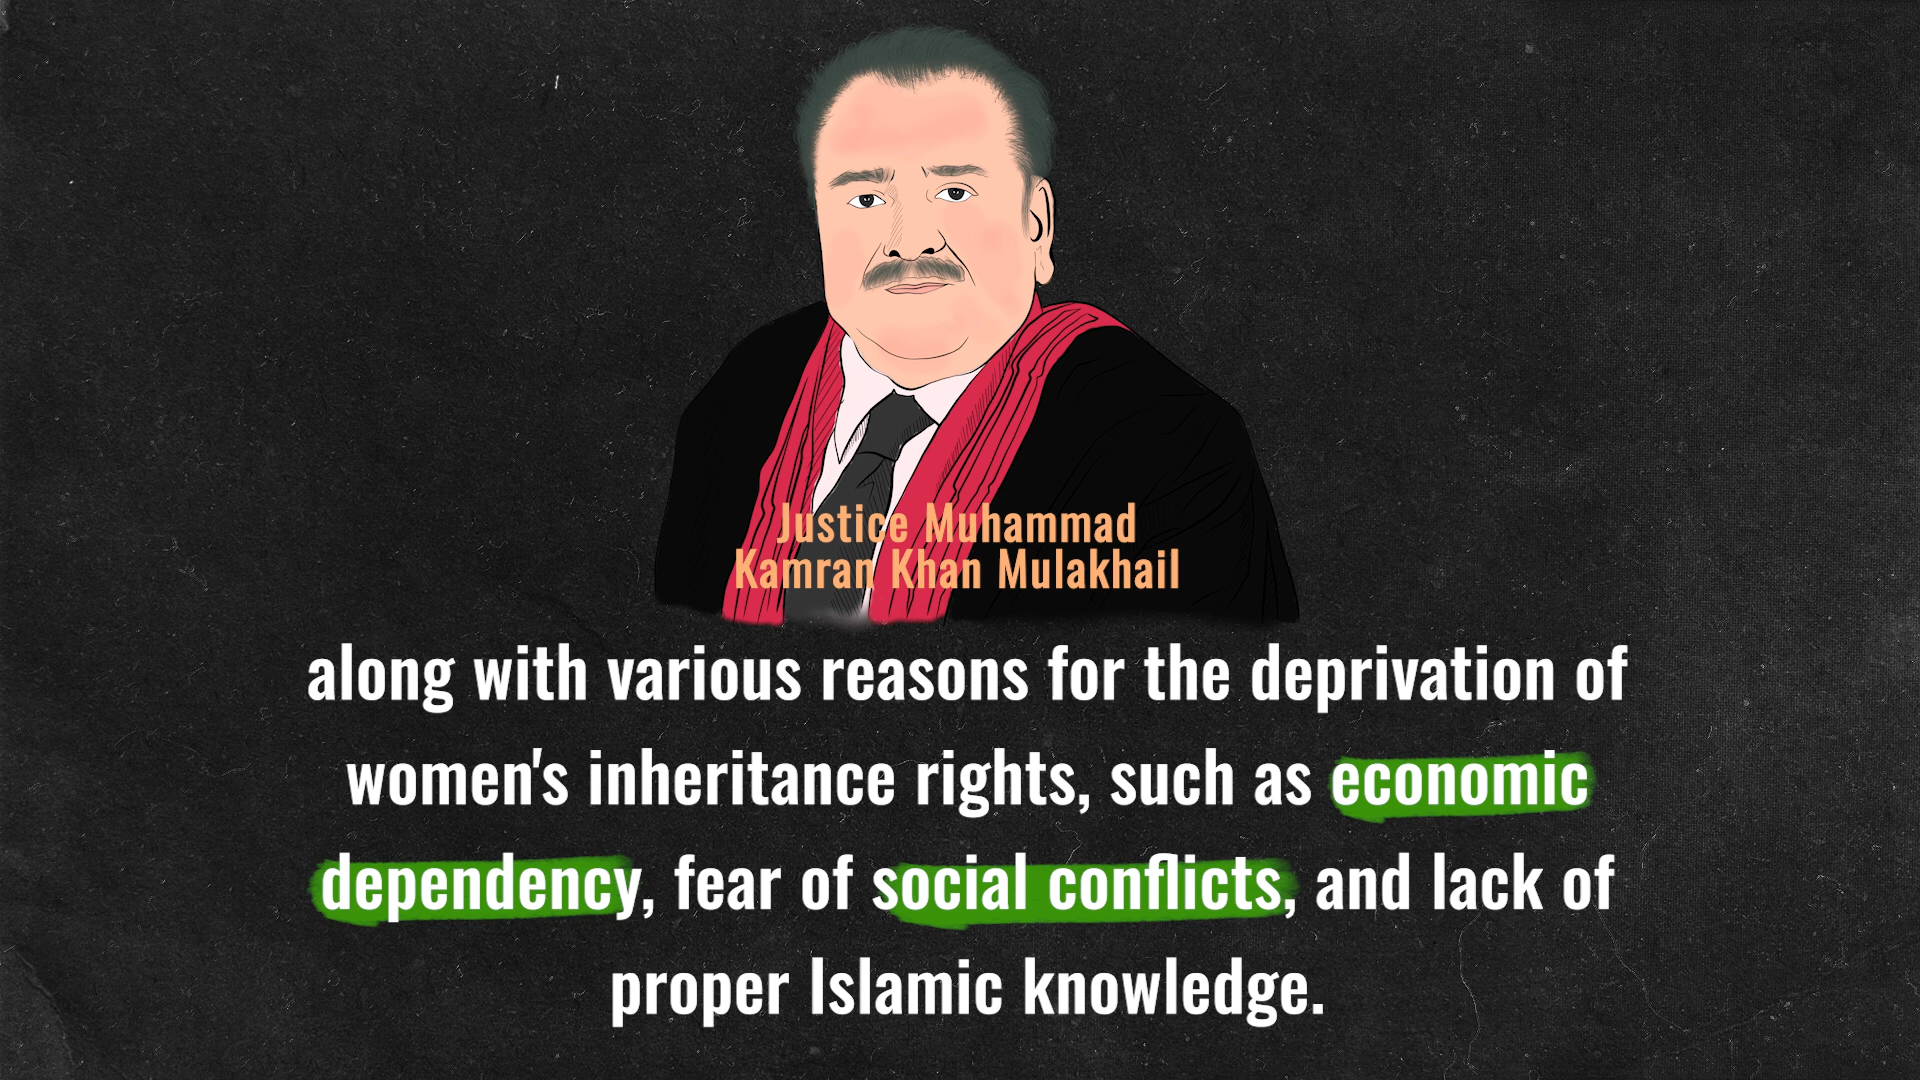 Justice Muhammad
Kamran Khan Mulakhail
along with various reasons for the deprivation of
women's inheritance rights, such as economic
dependency, fear of social conflicts, and lack of
proper Islamic knowledge.